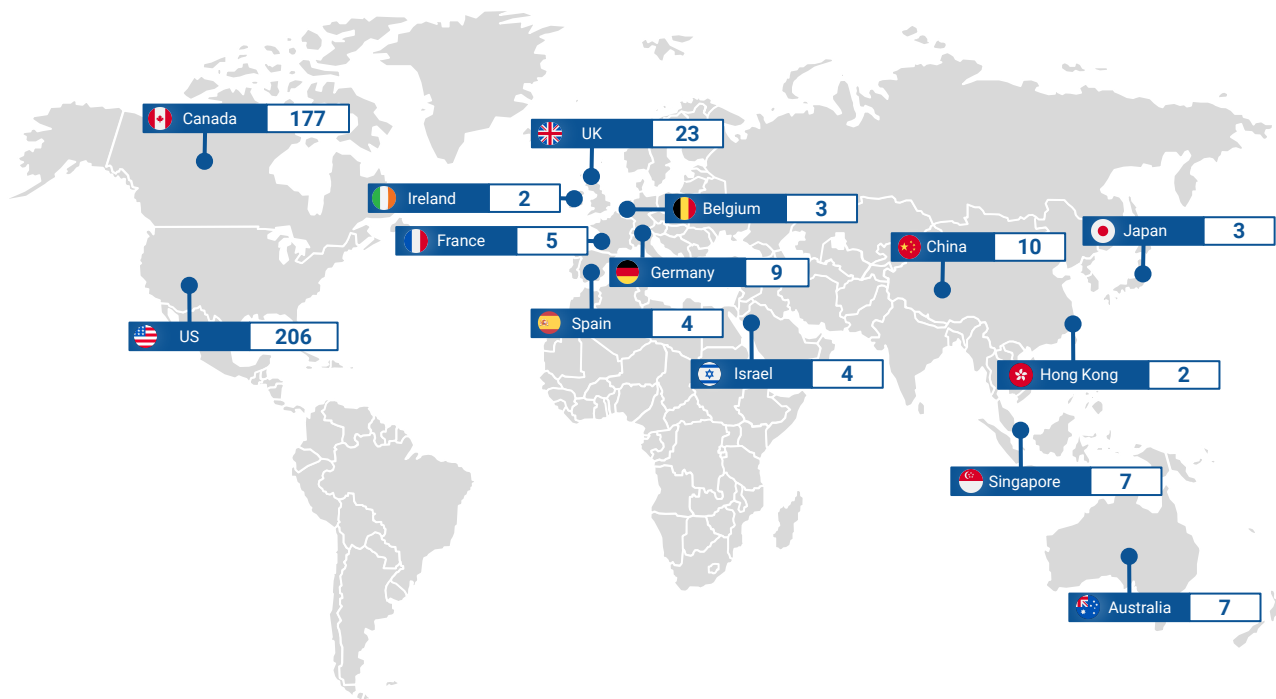 Canada 177
UK 23
Ireland 2
Belgium 3
France 5
China 10
Japan 3
Germany 9
Spain 4
US 206
Israel 4
Hong Kong 2
Singapore 7
Australia 7